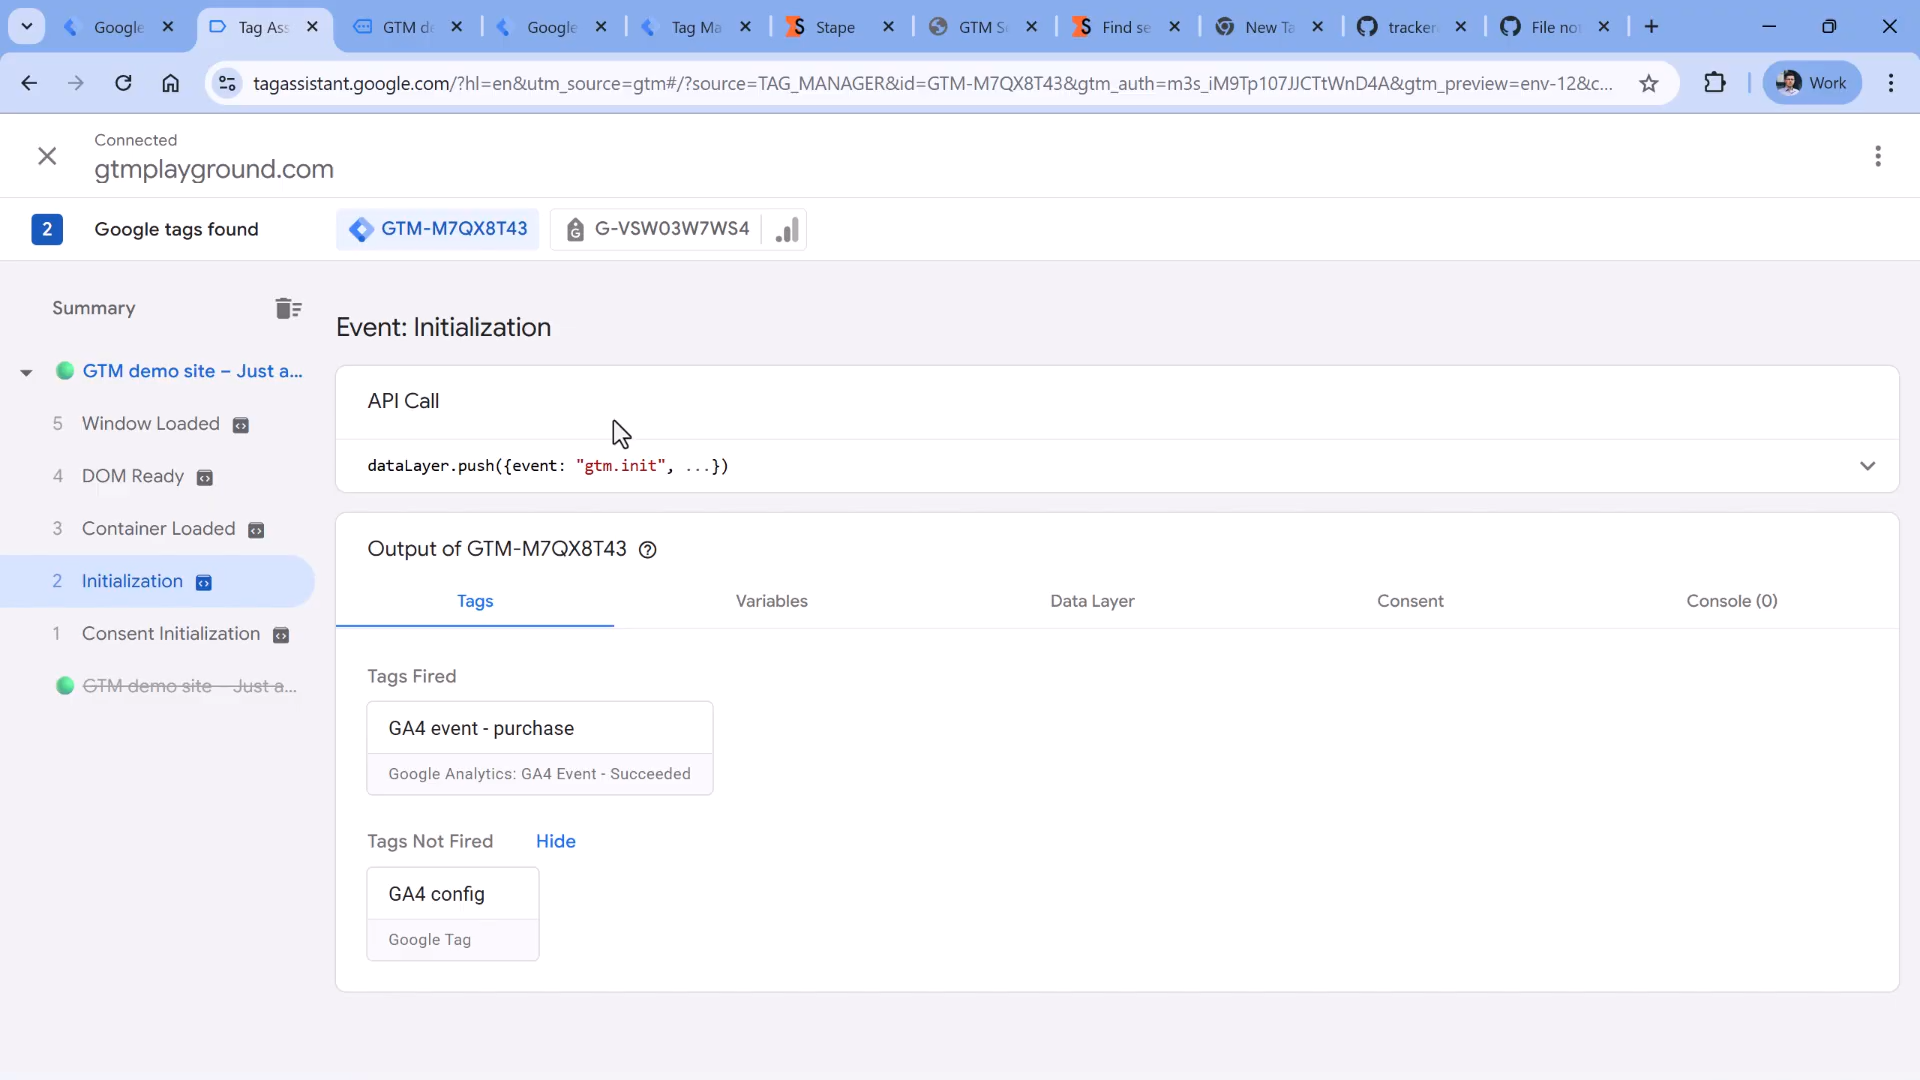 Google
Tag Ass
GTM de
Google
Tag Ma
Stape
GTM Se
Find se
New Ta
tracker
File not
tagassistant.google.com/?hl=en&utm_source=gtm#/?source=TAG_MANAGER&id=GTM-M7QX8T43&gtm_auth=m3s_iM9Tp107JJCTtWnD4A&gtm_preview=env-12&c...
Work
Connected
gtmplayground.com
2
Google tags found
GTM-M7QX8T43
G-VSW03W7WS4
Summary
GTM demo site – Just a...
5 Window Loaded
4 DOM Ready
3 Container Loaded
2 Initialization
1 Consent Initialization
GTM demo site – Just a...
Event: Initialization
API Call
dataLayer.push({event: "gtm.init", ...})
Output of GTM-M7QX8T43
Tags
Variables
Data Layer
Consent
Console (0)
Tags Fired
GA4 event - purchase
Google Analytics: GA4 Event - Succeeded
Tags Not Fired
Hide
GA4 config
Google Tag